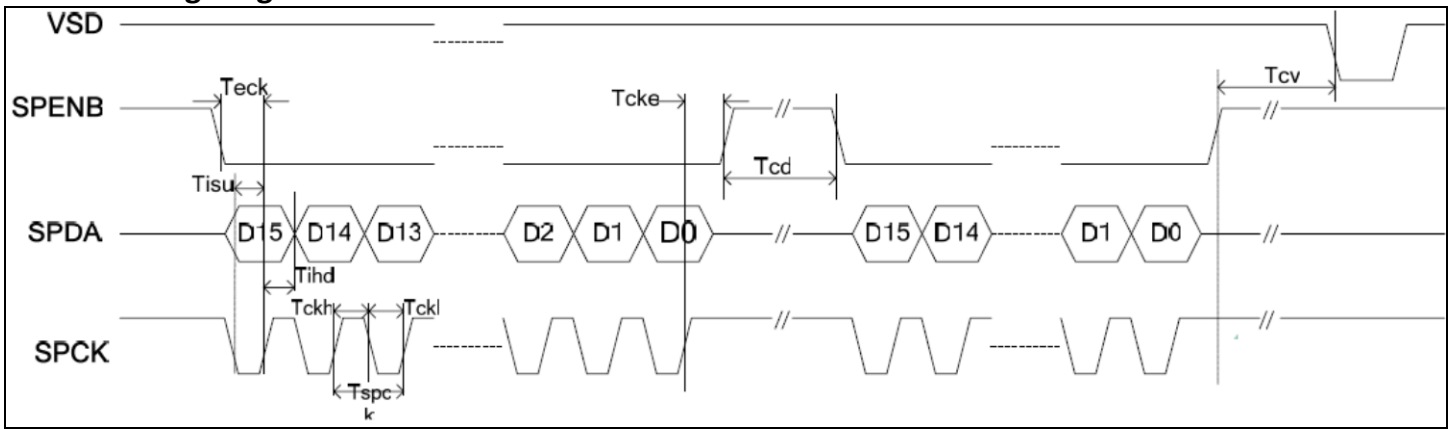 VSD
Teck Tcke Tcv
SPENB
Tcd
Tisu
SPDA D15 D14 D13 D2 D1 D0 D15 D14 D1 D0
Tihd
Tckh Tckl
SPCK
Tspc
k